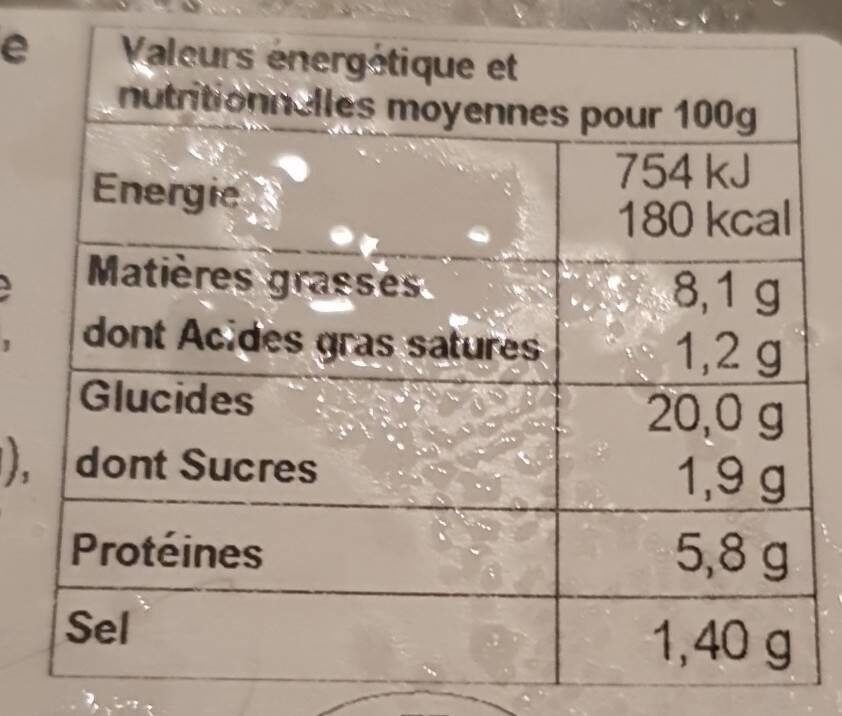 e
Valeurs énergétique et
nutritionnelles moyennes pour 100g
Energie
754 kJ
180 kcal
Matières grasses
8,1 g
dont Acides gras satures
1,2 g
Glucides
20,0 g
dont Sucres
1,9 g
),
Protéines
5,8 g
Sel
1,40 g